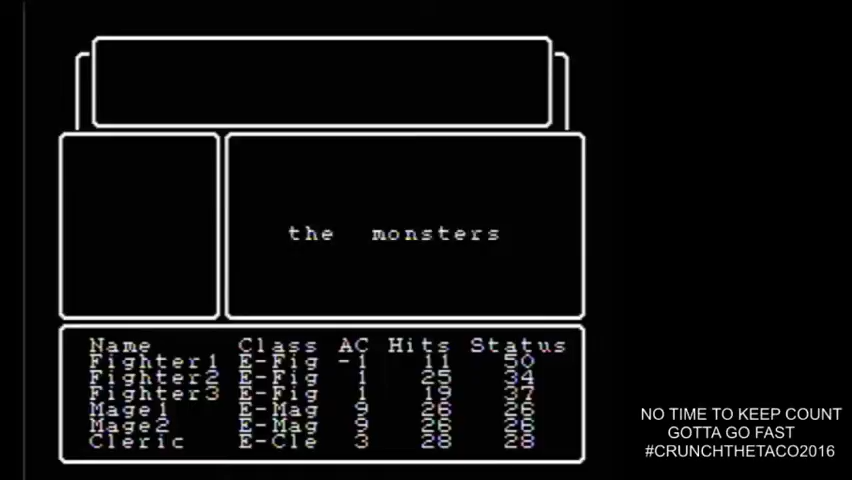 the monsters
Name Class AC Hits Status
Fighter1 E-Fig -1 11 50
Fighter2 E-Fig 1 25 34
Fighter3 E-Fig 1 19 37
Mage1 E-Mag 9 26 26
Mage2 E-Mag 9 26 26
Cleric E-Cle 3 28 28
NO TIME TO KEEP COUNT
GOTTA GO FAST
#CRUNCHTHETACO2016